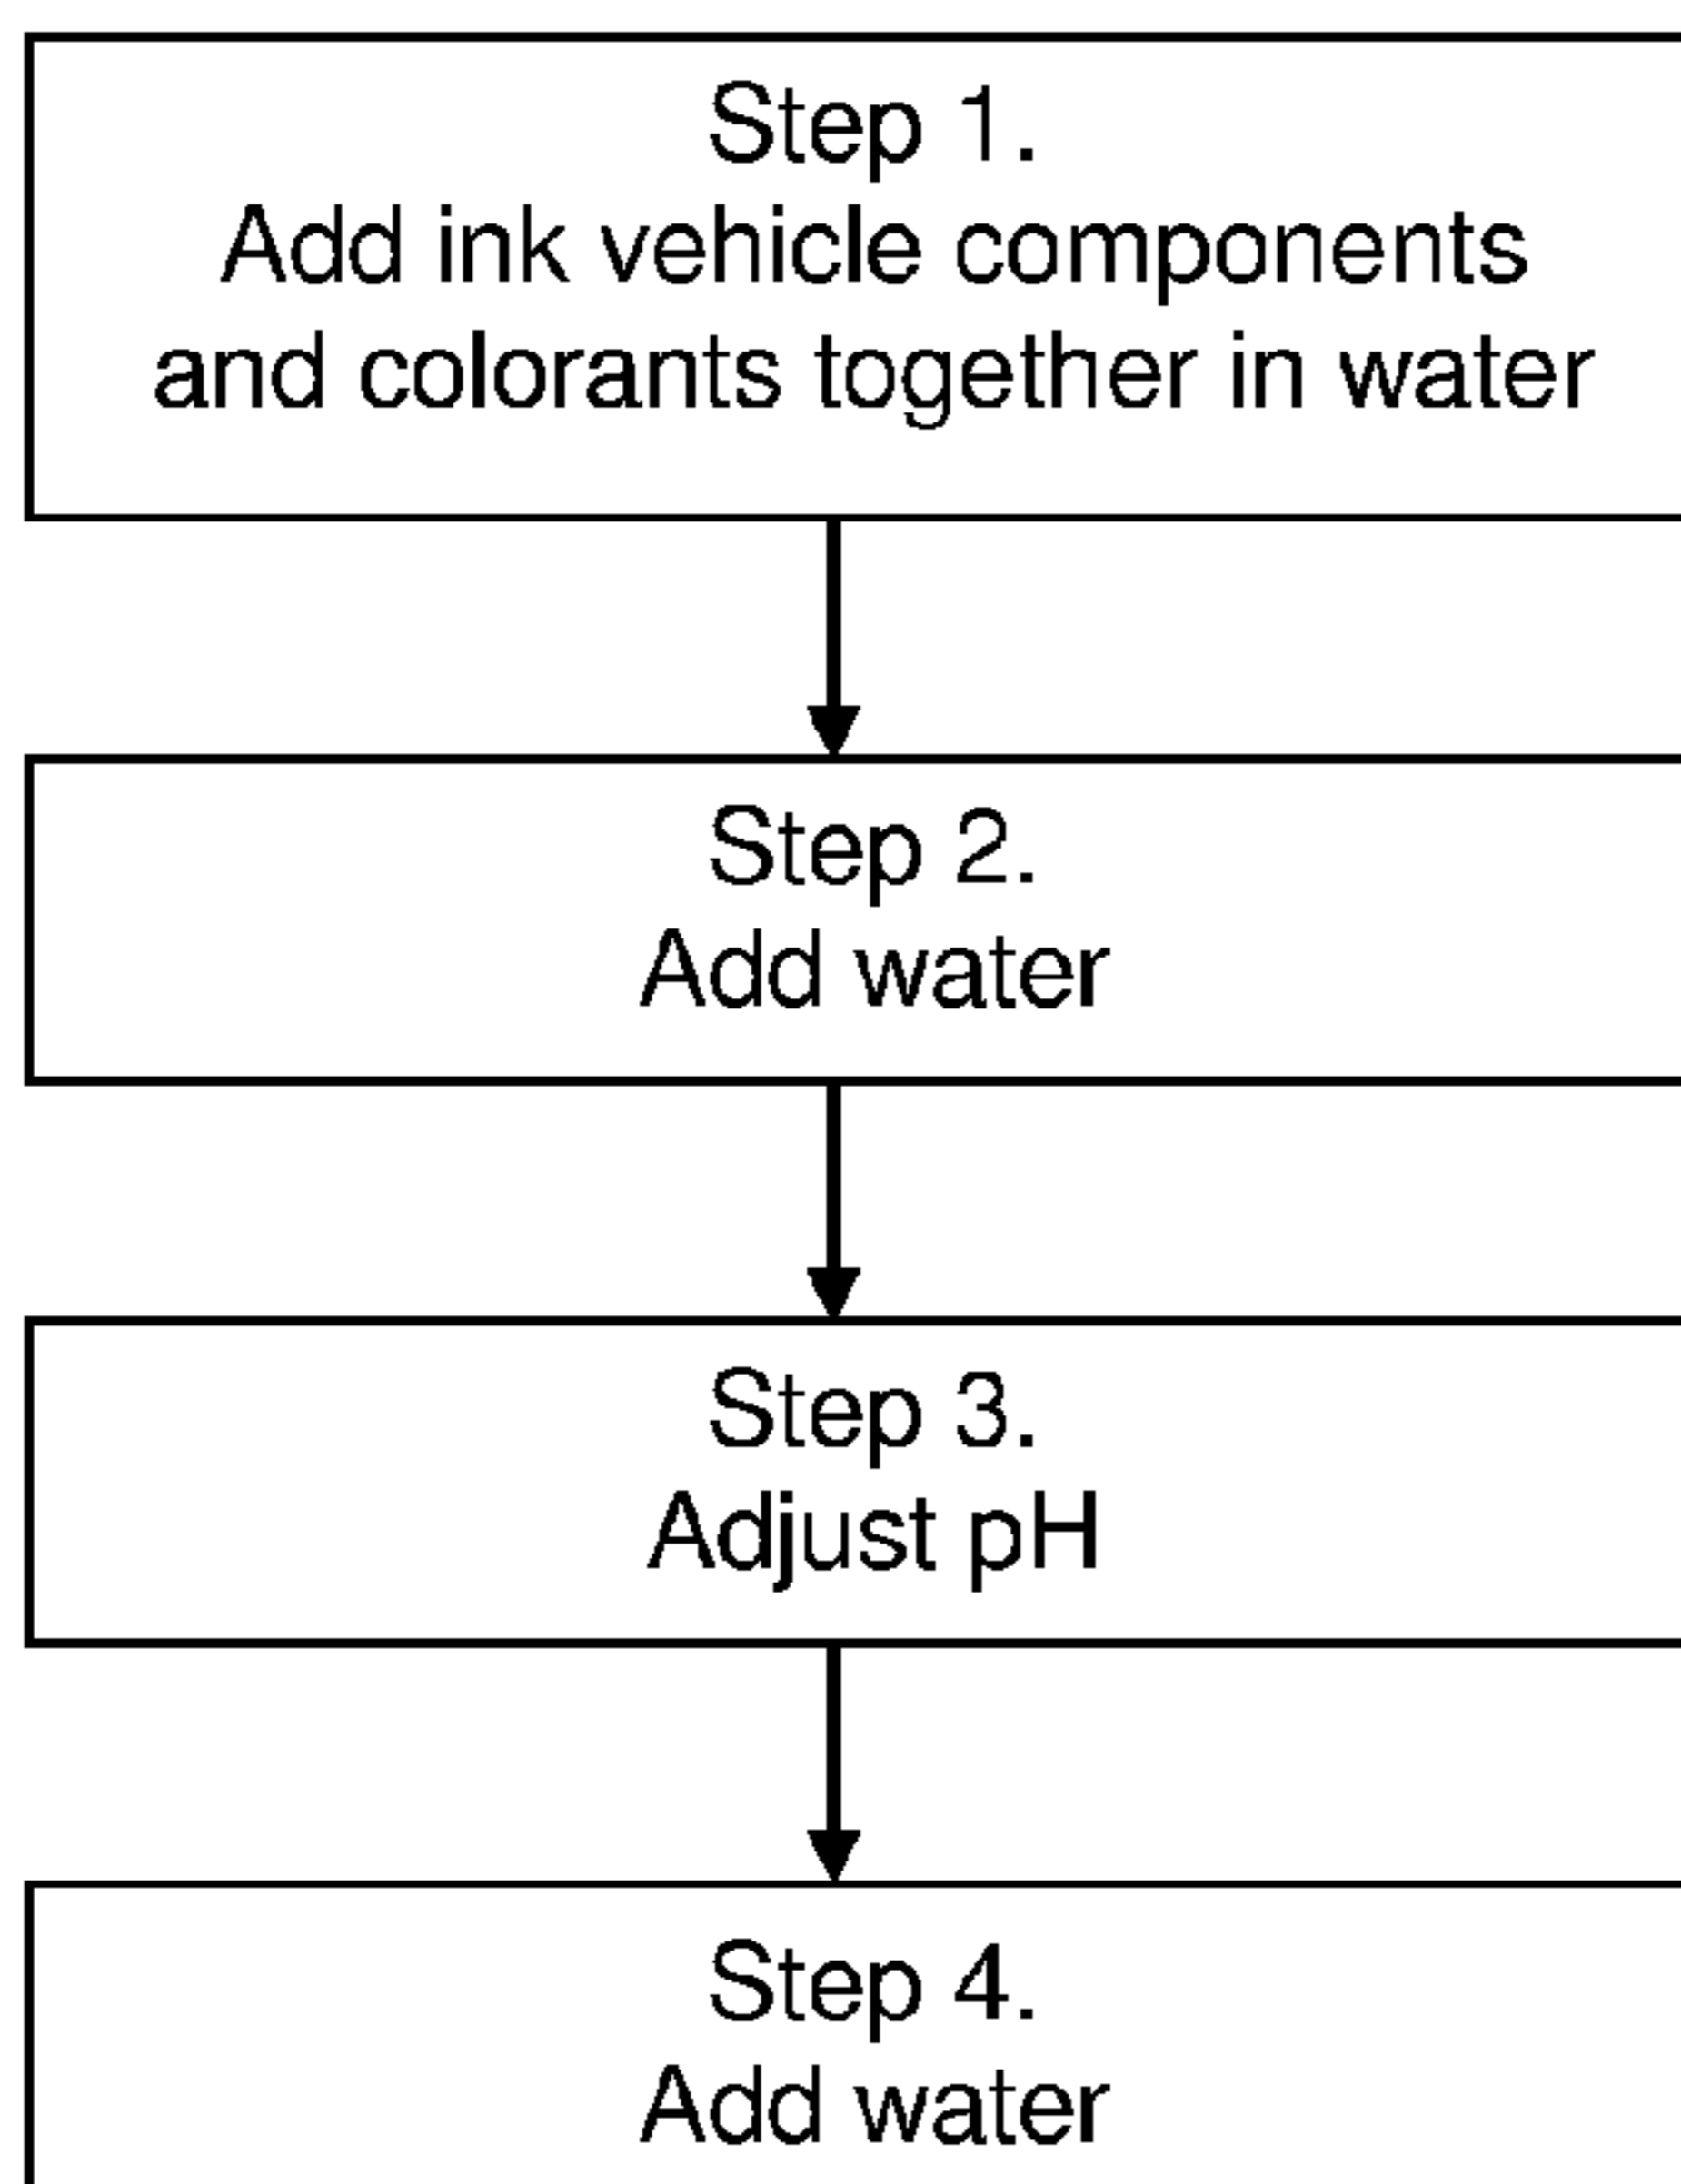 Step 1.
Add ink vehicle components
and colorants together in water
Step 2.
Add water
Step 3.
Adjust pH
Step 4.
Add water